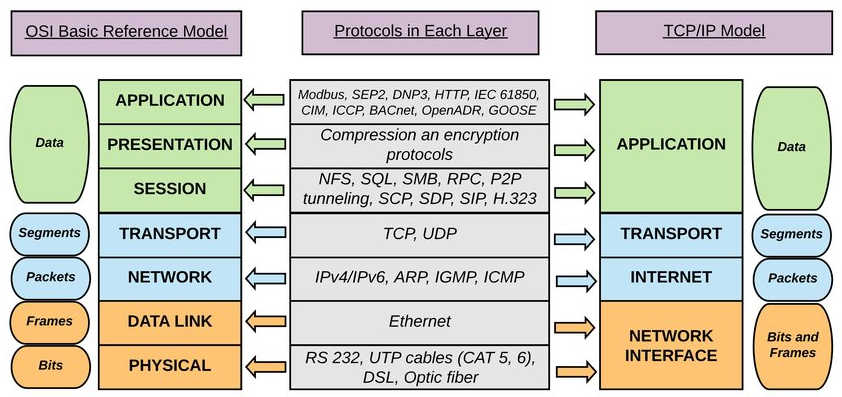 OSI Basic Reference Model
Protocols in Each Layer
TCP/IP Model
Data
APPLICATION
Modbus, SEP2, DNP3, HTTP, IEC 61850,
CIM, ICCP, BACnet, OpenADR, GOOSE
PRESENTATION
Compression an encryption
protocols
SESSION
NFS, SQL, SMB, RPC, P2P
tunneling, SCP, SDP, SIP, H.323
APPLICATION
Data
Segments
TRANSPORT
TCP, UDP
TRANSPORT
Segments
Packets
NETWORK
IPv4/IPv6, ARP, IGMP, ICMP
INTERNET
Packets
Frames
DATA LINK
Ethernet
Bits
PHYSICAL
RS 232, UTP cables (CAT 5, 6),
DSL, Optic fiber
NETWORK
INTERFACE
Bits and
Frames